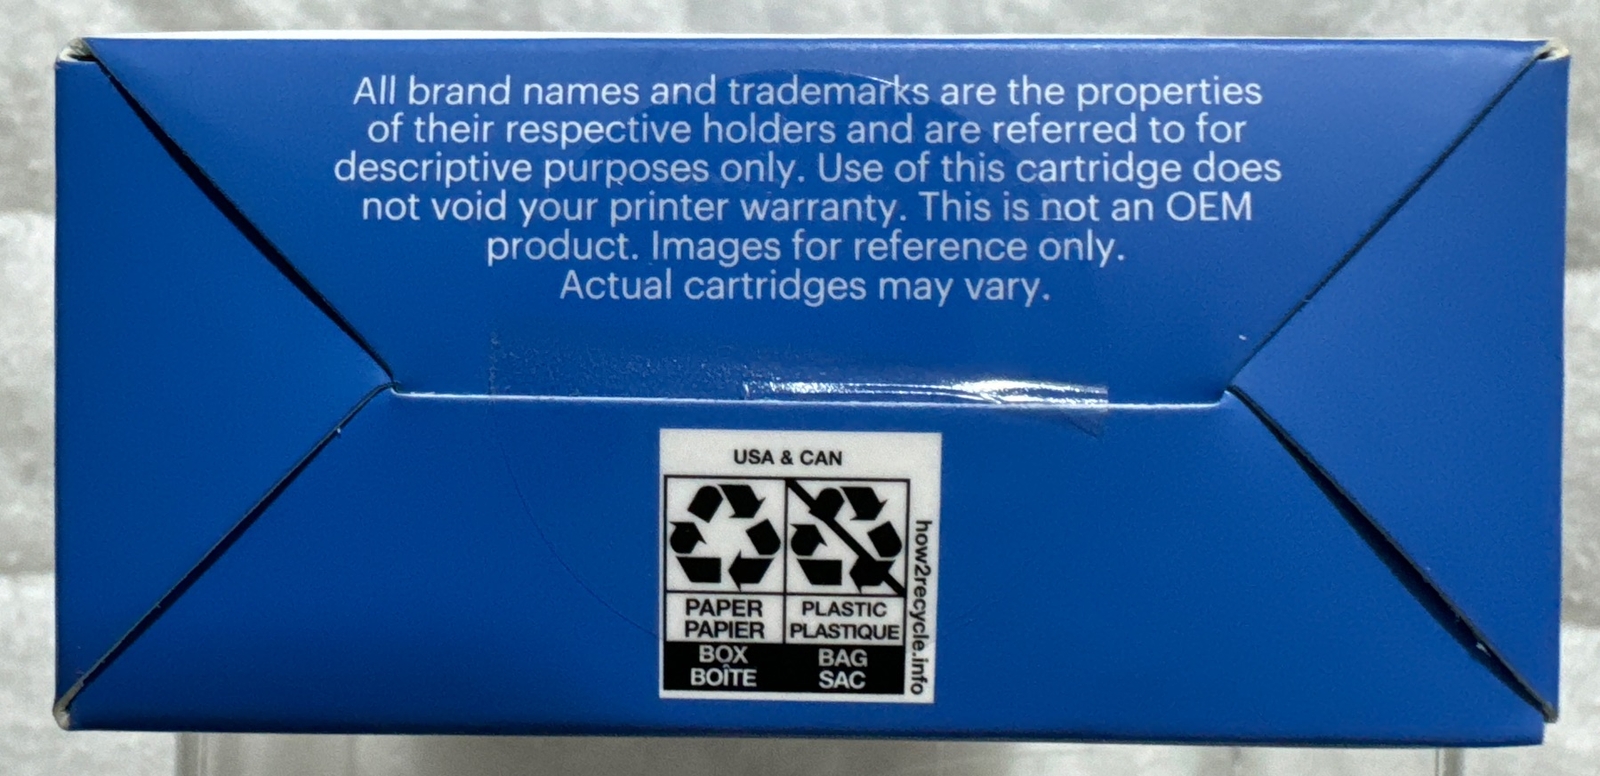 All brand names and trademarks are the properties
of their respective holders and are referred to for
descriptive purposes only. Use of this cartridge does
not void your printer warranty. This is not an OEM
product. Images for reference only.
Actual cartridges may vary.
USA & CAN
PAPER
PAPIER
BOX
BOÎTE
PLASTIC
PLASTIQUE
BAG
SAC
how2recycle.info